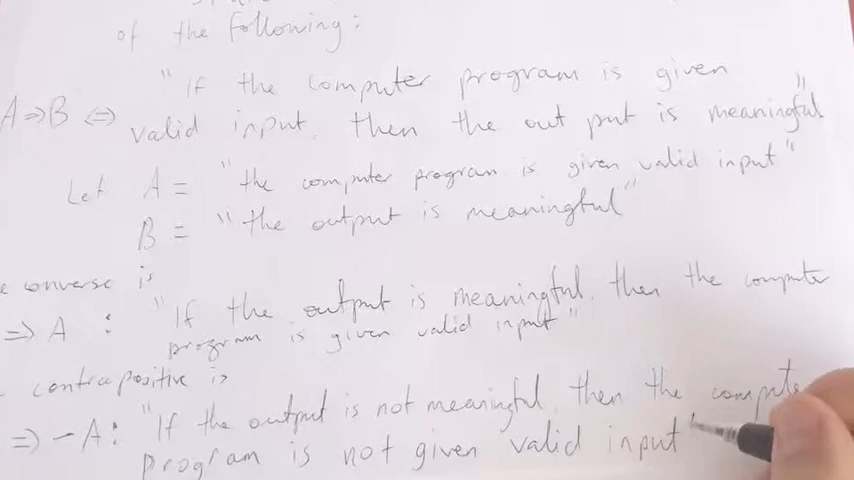 of the following:
"If the computer program is given
A ⇒ B ⇔ valid input, then the out put is meaningful"
Let A = "the computer program is given valid input"
B = "the output is meaningful"
converse is
⇒ A : "If the output is meaningful, then the computer
program is given valid input"
contrapositive is
⇒ ¬A : "If the output is not meaningful, then the
program is not given valid input"